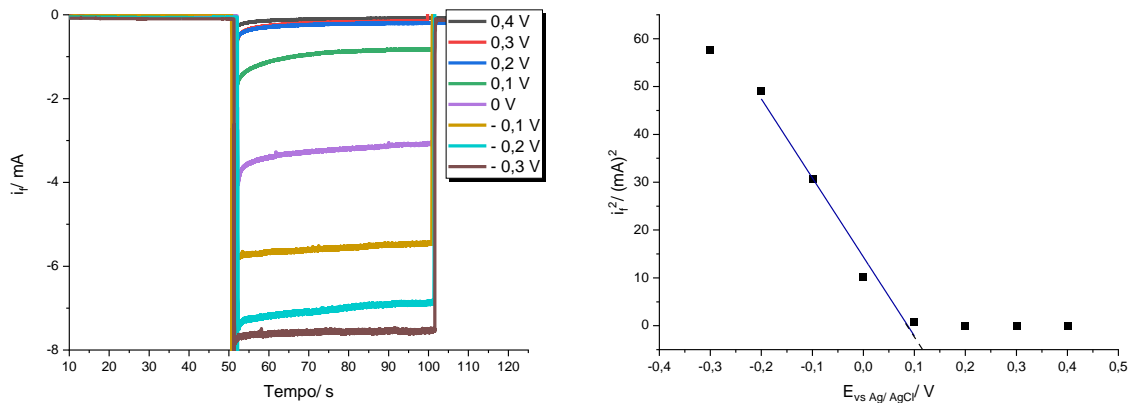 0
-2
-4
-6
-8
i_f/ mA
10 20 30 40 50 60 70 80 90 100 110 120
Tempo/ s
0,4 V
0,3 V
0,2 V
0,1 V
0 V
- 0,1 V
- 0,2 V
- 0,3 V
60
50
40
30
20
10
0
i_f^2/ (mA)^2
-0,4 -0,3 -0,2 -0,1 0,0 0,1 0,2 0,3 0,4 0,5
E_vs Ag/ AgCl/ V